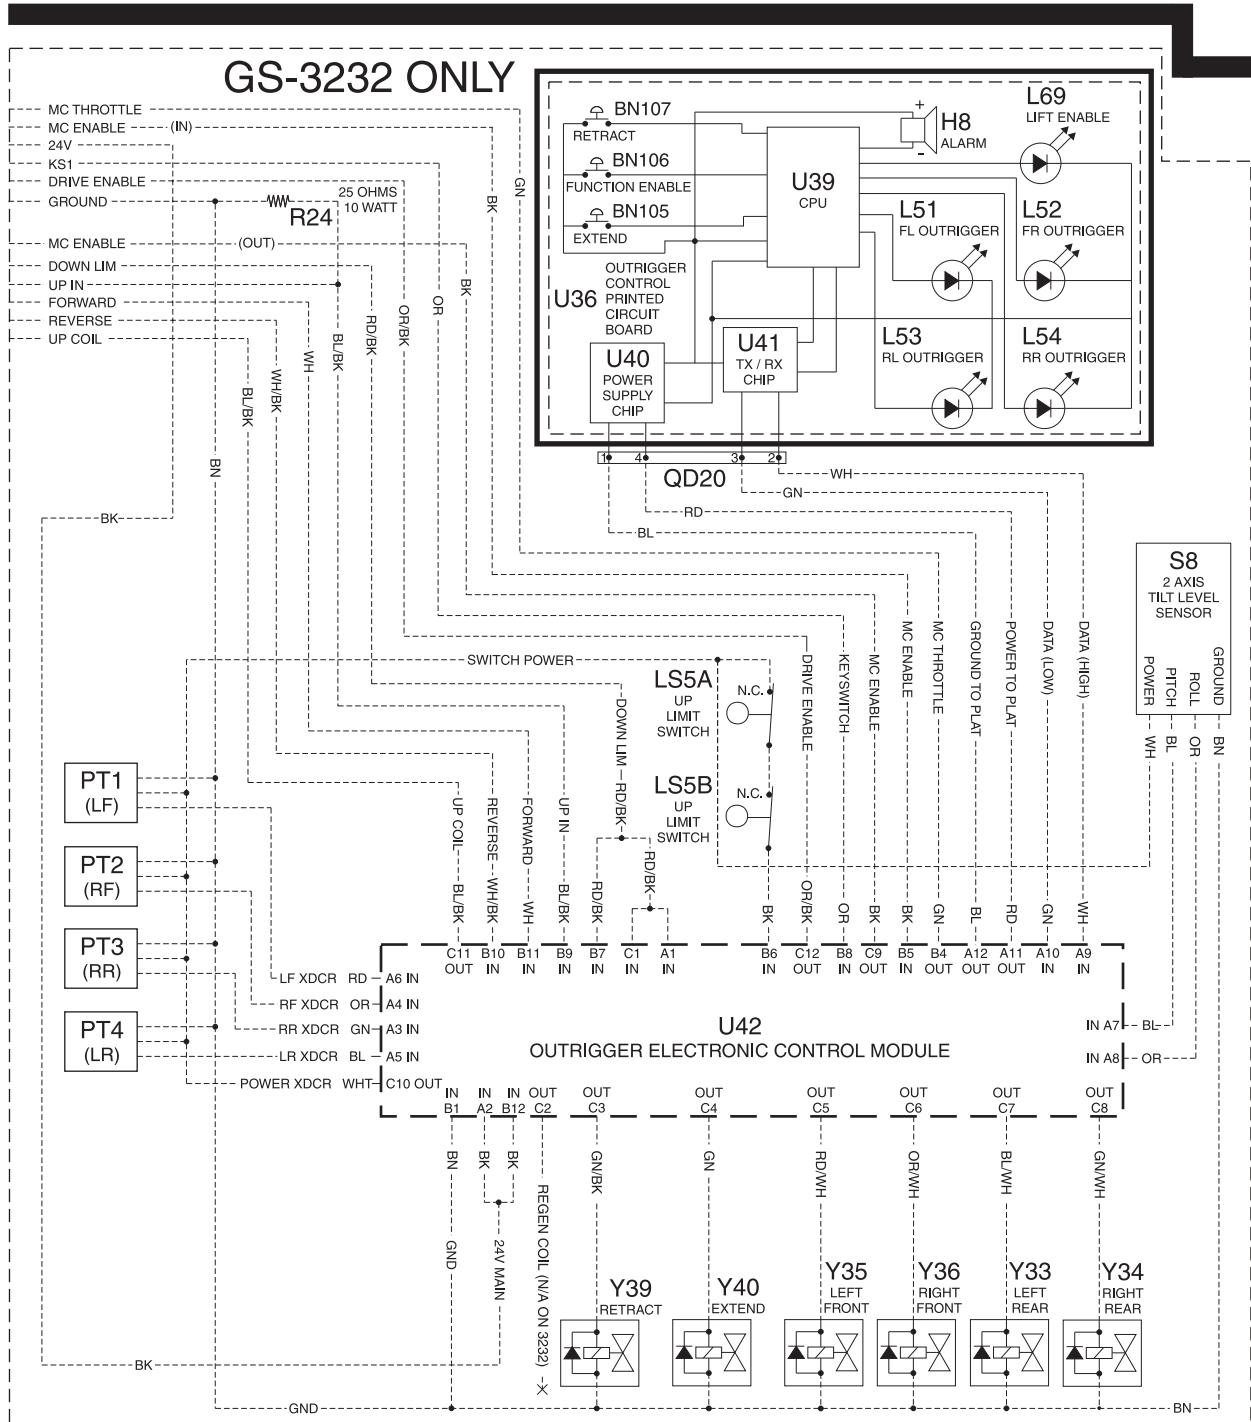 GS-3232 ONLY
MC THROTTLE
MC ENABLE (IN)
24V
KS1
DRIVE ENABLE
GROUND
MC ENABLE (OUT)
DOWN LIM
UP IN
FORWARD
REVERSE
UP COIL
25 OHMS
10 WATT
R24
BN107
RETRACT
BN106
FUNCTION ENABLE
BN105
EXTEND
U36
OUTRIGGER
CONTROL
PRINTED
CIRCUIT
BOARD
U39
CPU
+
-
H8
ALARM
L69
LIFT ENABLE
L51
FL OUTRIGGER
L52
FR OUTRIGGER
L53
RL OUTRIGGER
L54
RR OUTRIGGER
U40
POWER
SUPPLY
CHIP
U41
TX / RX
CHIP
1 4 3 2
QD20
GN
BK
OR
BK
OR/BK
RD/BK
BL/BK
WH
WH/BK
BL/BK
BN
BK
WH
GN
RD
BL
S8
2 AXIS
TILT LEVEL
SENSOR
POWER
PITCH
ROLL
GROUND
WH
BL
OR
BN
SWITCH POWER
LS5A
UP
LIMIT
SWITCH
N.C.
LS5B
UP
LIMIT
SWITCH
N.C.
DOWN LIM RD/BK
RD/BK
RD/BK
UP COIL BL/BK
REVERSE WH/BK
FORWARD WH
UP IN BL/BK
BK
DRIVE ENABLE OR/BK
KEYSWITCH OR
MC ENABLE BK
MC ENABLE BK
MC THROTTLE GN
GROUND TO PLAT BL
POWER TO PLAT RD
DATA (LOW) GN
DATA (HIGH) WH
PT1
(LF)
PT2
(RF)
PT3
(RR)
PT4
(LR)
C11 B10 B11 B9 B7 C1 A1 B6 C12 B8 C9 B5 B4 A12 A11 A10 A9
OUT IN IN IN IN IN IN IN OUT IN OUT IN OUT OUT OUT IN IN
LF XDCR RD A6 IN
RF XDCR OR A4 IN
RR XDCR GN A3 IN
LR XDCR BL A5 IN
POWER XDCR WHT C10 OUT
U42
OUTRIGGER ELECTRONIC CONTROL MODULE
IN A7 BL
IN A8 OR
IN IN IN OUT OUT OUT OUT OUT OUT OUT
B1 A2 B12 C2 C3 C4 C5 C6 C7 C8
BN
BK
BK
GND
24V MAIN
REGEN COIL (N/A ON 3232)
GN/BK
GN
RD/WH
OR/WH
BL/WH
GN/WH
Y39
RETRACT
Y40
EXTEND
Y35
LEFT
FRONT
Y36
RIGHT
FRONT
Y33
LEFT
REAR
Y34
RIGHT
REAR
BK
GND
BN